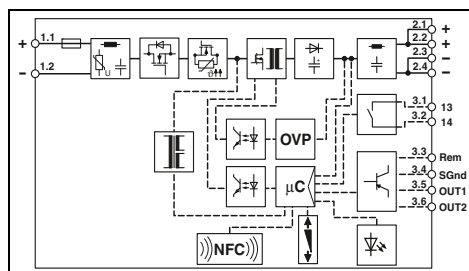 1.1
+
1.2
−
U
ϑ
2.1
+
2.2
+
2.3
−
2.4
−
OVP
µC
NFC
3.1
13
3.2
14
3.3
Rem
3.4
SGnd
3.5
OUT1
3.6
OUT2